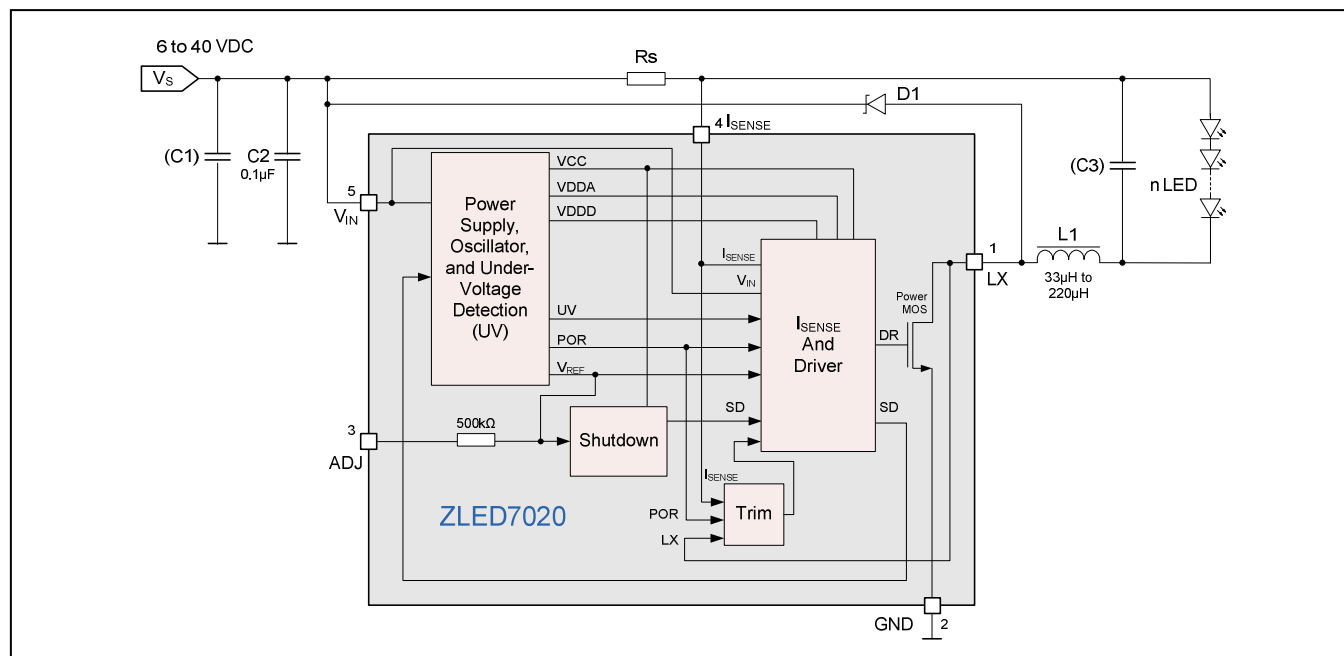 6 to 40 VDC
VS
Rs
D1
4 ISENSE
(C1)
C2
0.1µF
(C3)
n LED
5
VIN
VCC
VDDA
VDDD
Power
Supply,
Oscillator,
and Under-
Voltage
Detection
(UV)
ISENSE
VIN
UV
POR
VREF
ISENSE
And
Driver
DR
Power
MOS
1
LX
L1
33µH to
220µH
3
ADJ
500kΩ
Shutdown
SD
SD
ISENSE
POR
LX
Trim
ZLED7020
GND
2